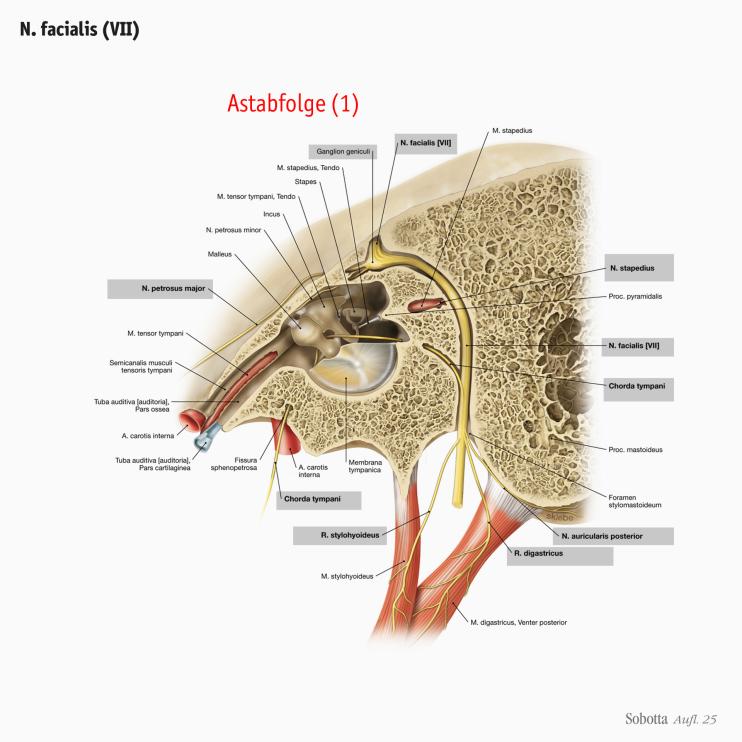 N. facialis (VII)
Astabfolge (1)
M. stapedius
N. facialis [VII]
Ganglion geniculi
M. stapedius, Tendo
Stapes
M. tensor tympani, Tendo
Incus
N. petrosus minor
Malleus
N. petrosus major
M. tensor tympani
Semicanalis musculi
tensoris tympani
Tuba auditiva [auditoria],
Pars ossea
A. carotis interna
Tuba auditiva [auditoria],
Pars cartilaginea
Fissura
sphenopetrosa
A. carotis
interna
Membrana
tympanica
Chorda tympani
R. stylohyoideus
M. stylohyoideus
N. stapedius
Proc. pyramidalis
N. facialis [VII]
Chorda tympani
Proc. mastoideus
Foramen
stylomastoideum
skiebe
N. auricularis posterior
R. digastricus
M. digastricus, Venter posterior
Sobotta Aufl. 25